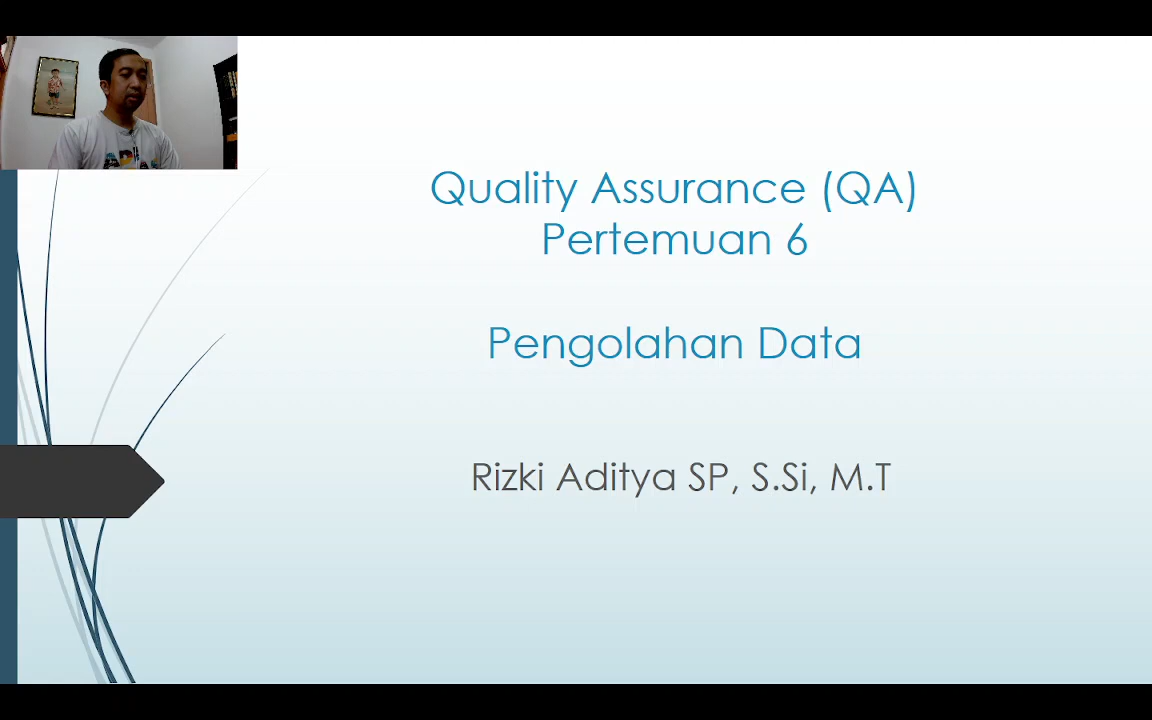 Quality Assurance (QA)
Pertemuan 6
Pengolahan Data
Rizki Aditya SP, S.Si, M.T